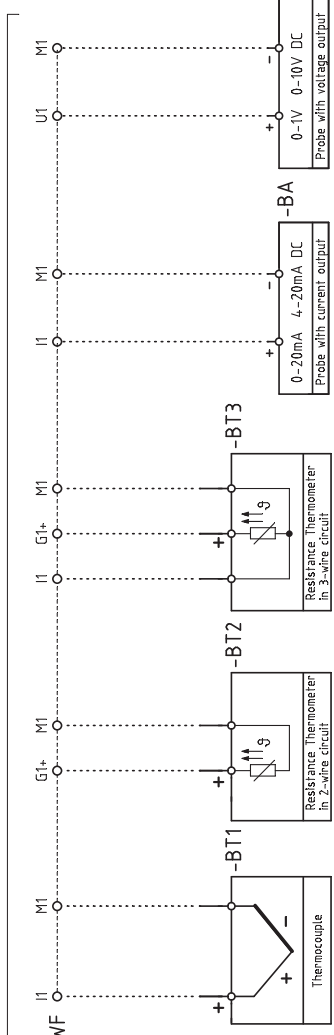 I1 M1 G1+ M1 I1 G1+ M1 I1 M1 U1 M1
-BT1
+
+ -
Thermocouple
-BT2
+
ϑ
Resistance Thermometer
in 2-wire circuit
-BT3
+
ϑ
Resistance Thermometer
in 3-wire circuit
+ -
0-20mA 4-20mA DC
Probe with current output
-BA
+ -
0-1V 0-10V DC
Probe with voltage output